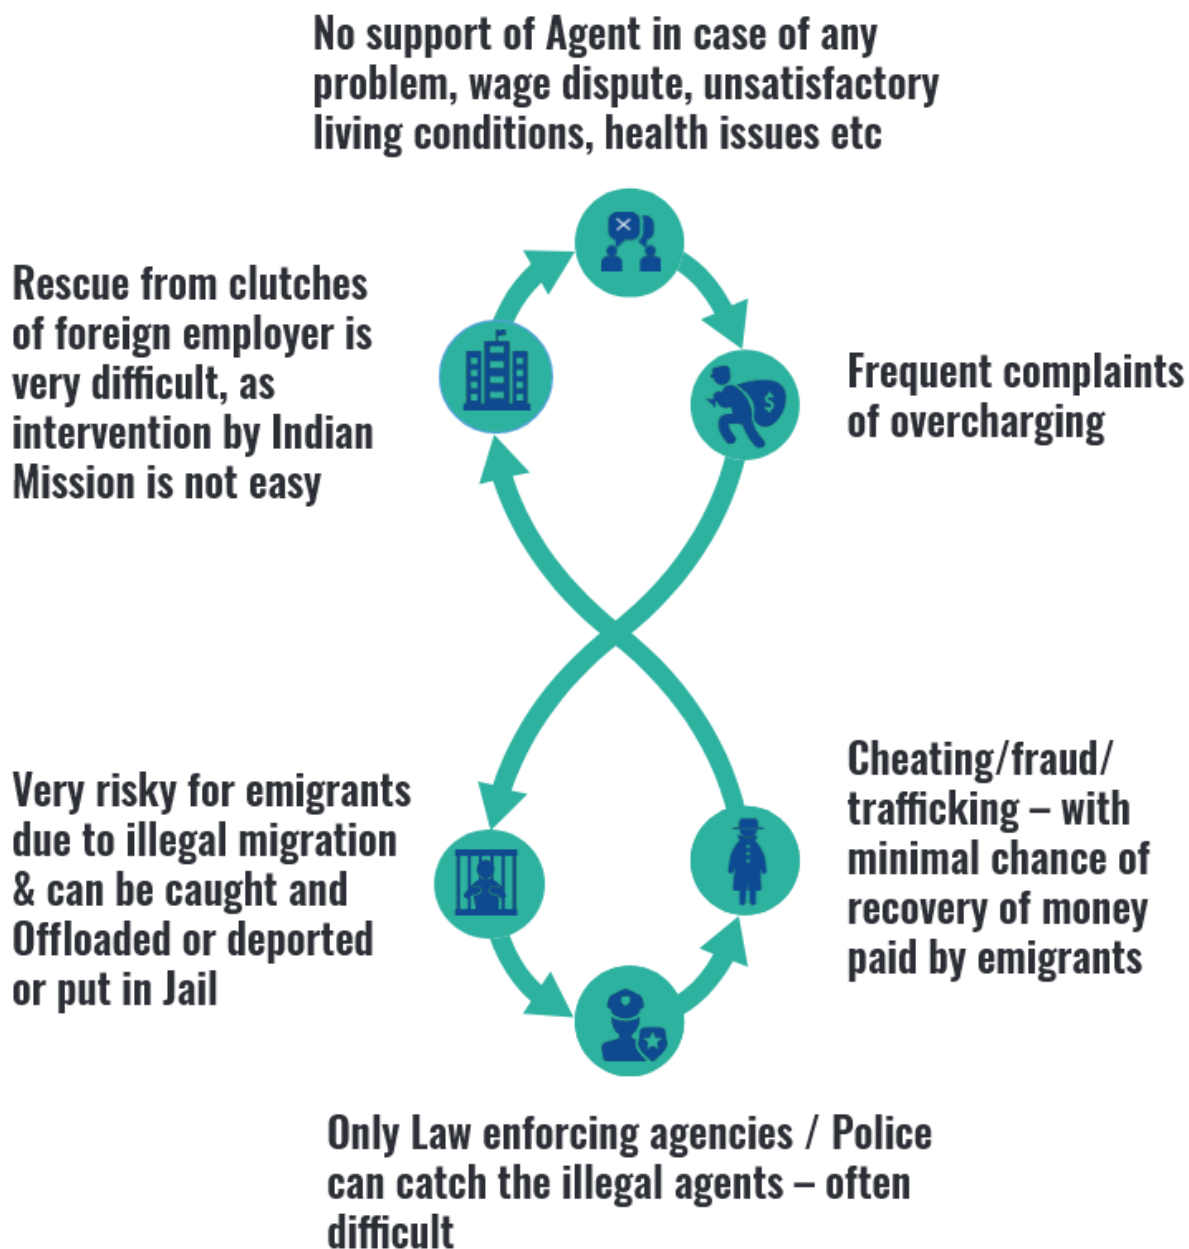 No support of Agent in case of any
problem, wage dispute, unsatisfactory
living conditions, health issues etc
Rescue from clutches
of foreign employer is
very difficult, as
intervention by Indian
Mission is not easy
Frequent complaints
of overcharging
$
Very risky for emigrants
due to illegal migration
& can be caught and
Offloaded or deported
or put in Jail
Cheating/fraud/
trafficking – with
minimal chance of
recovery of money
paid by emigrants
Only Law enforcing agencies / Police
can catch the illegal agents – often
difficult